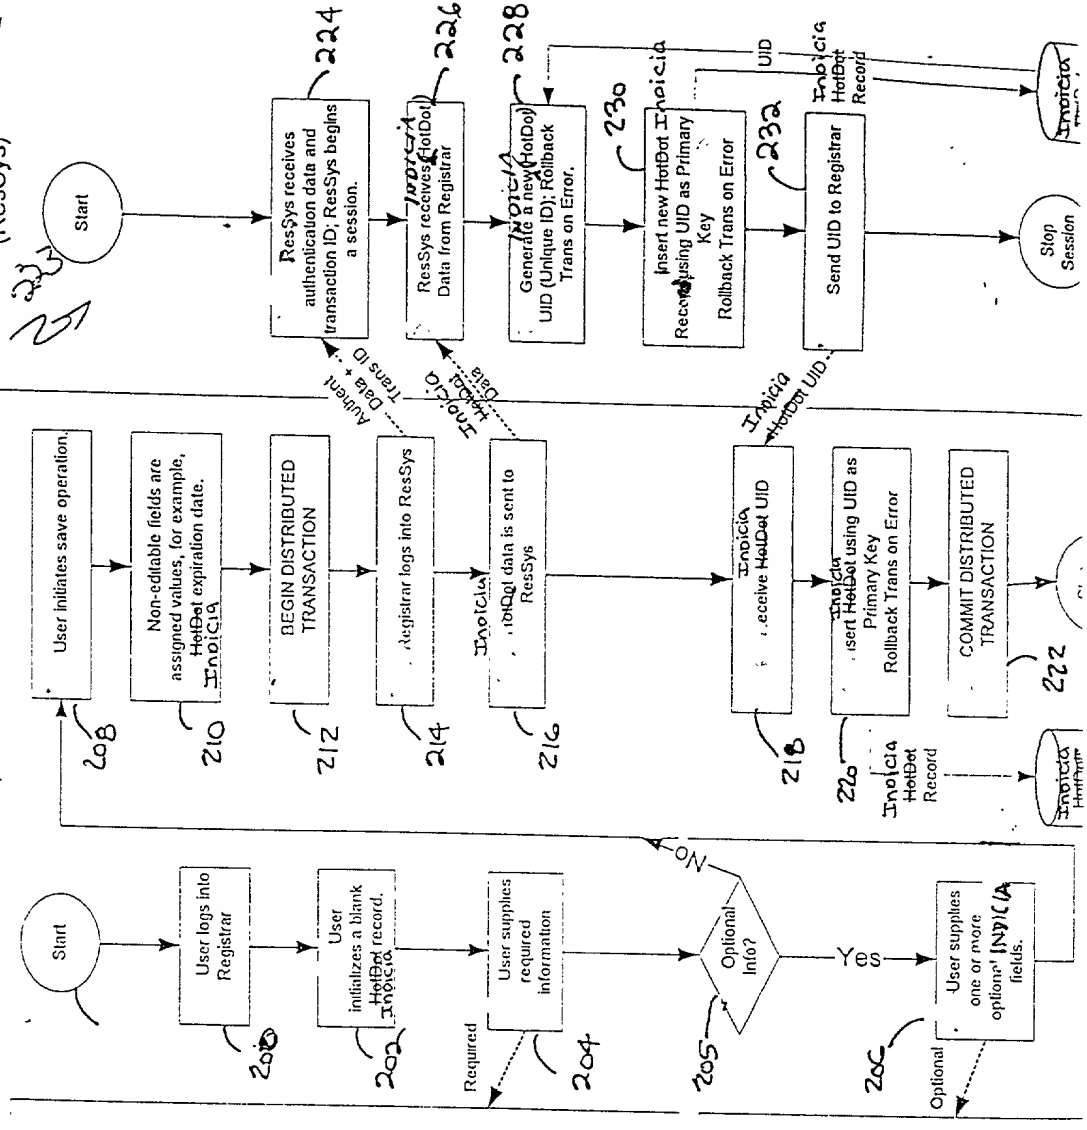 (ResSys)
223
Start
ResSys receives
authentication data and
transaction ID; ResSys begins
a session.
224
INDICIA
ResSys receives (HotDot)
Data from Registrar
226
INDICIA
Generate a new (HotDot)
UID (Unique ID); Rollback
Trans on Error.
228
Insert new HotDot Indicia
Record using UID as Primary
Key
Rollback Trans on Error
230
Send UID to Registrar
232
UID
Indicia
HotDot
Record
Indicia
Stop
Session
Authent
Data +
Trans ID
Indicia
HotDot
Data
Indicia
HotDot UID
User initiates save operation.
208
Non-editable fields are
assigned values, for example,
HotDot expiration date.
Indicia
210
BEGIN DISTRIBUTED
TRANSACTION
212
Registrar logs into ResSys
214
Indicia
HotDot data is sent to
ResSys
216
Indicia
Receive HotDot UID
218
Indicia
Insert HotDot using UID as
Primary Key
Rollback Trans on Error
220
COMMIT DISTRIBUTED
TRANSACTION
222
Indicia
HotDot
Record
Indicia
HotDot
Start
User logs into
Registrar
200
User
initializes a blank
HotDot record.
Indicia
202
User supplies
required
information
204
Required
Optional
Info?
205
No
Yes
User supplies
one or more
optional INDICIA
fields.
206
Optional